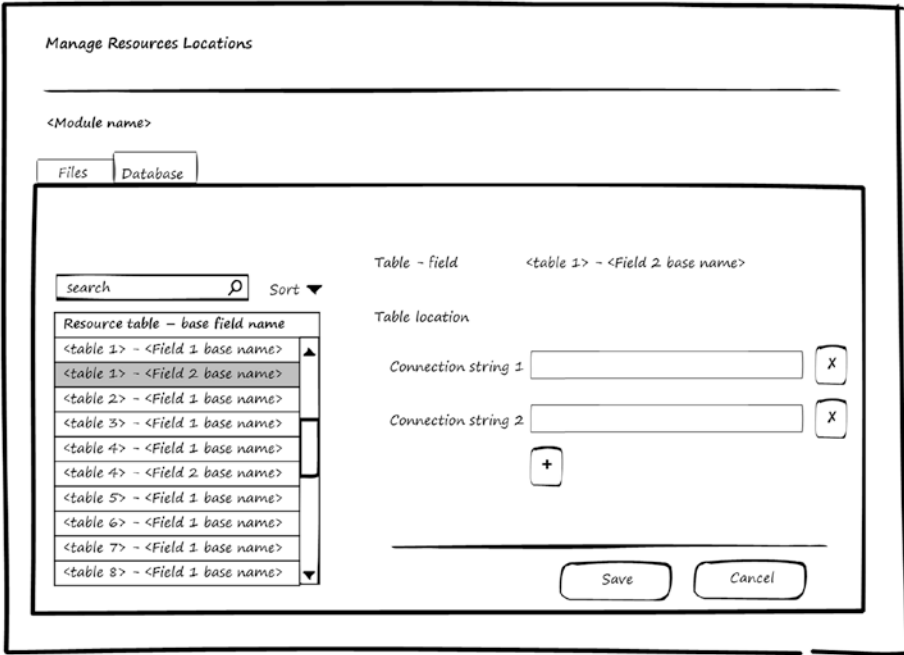 Manage Resources Locations
<Module name>
Files
Database
search
Sort
Resource table – base field name
<table 1> - <Field 1 base name>
<table 1> - <Field 2 base name>
<table 2> - <Field 1 base name>
<table 3> - <Field 1 base name>
<table 4> - <Field 1 base name>
<table 4> - <Field 2 base name>
<table 5> - <Field 1 base name>
<table 6> - <Field 1 base name>
<table 7> - <Field 1 base name>
<table 8> - <Field 1 base name>
Table - field <table 1> - <Field 2 base name>
Table location
Connection string 1 X
Connection string 2 X
+
Save
Cancel